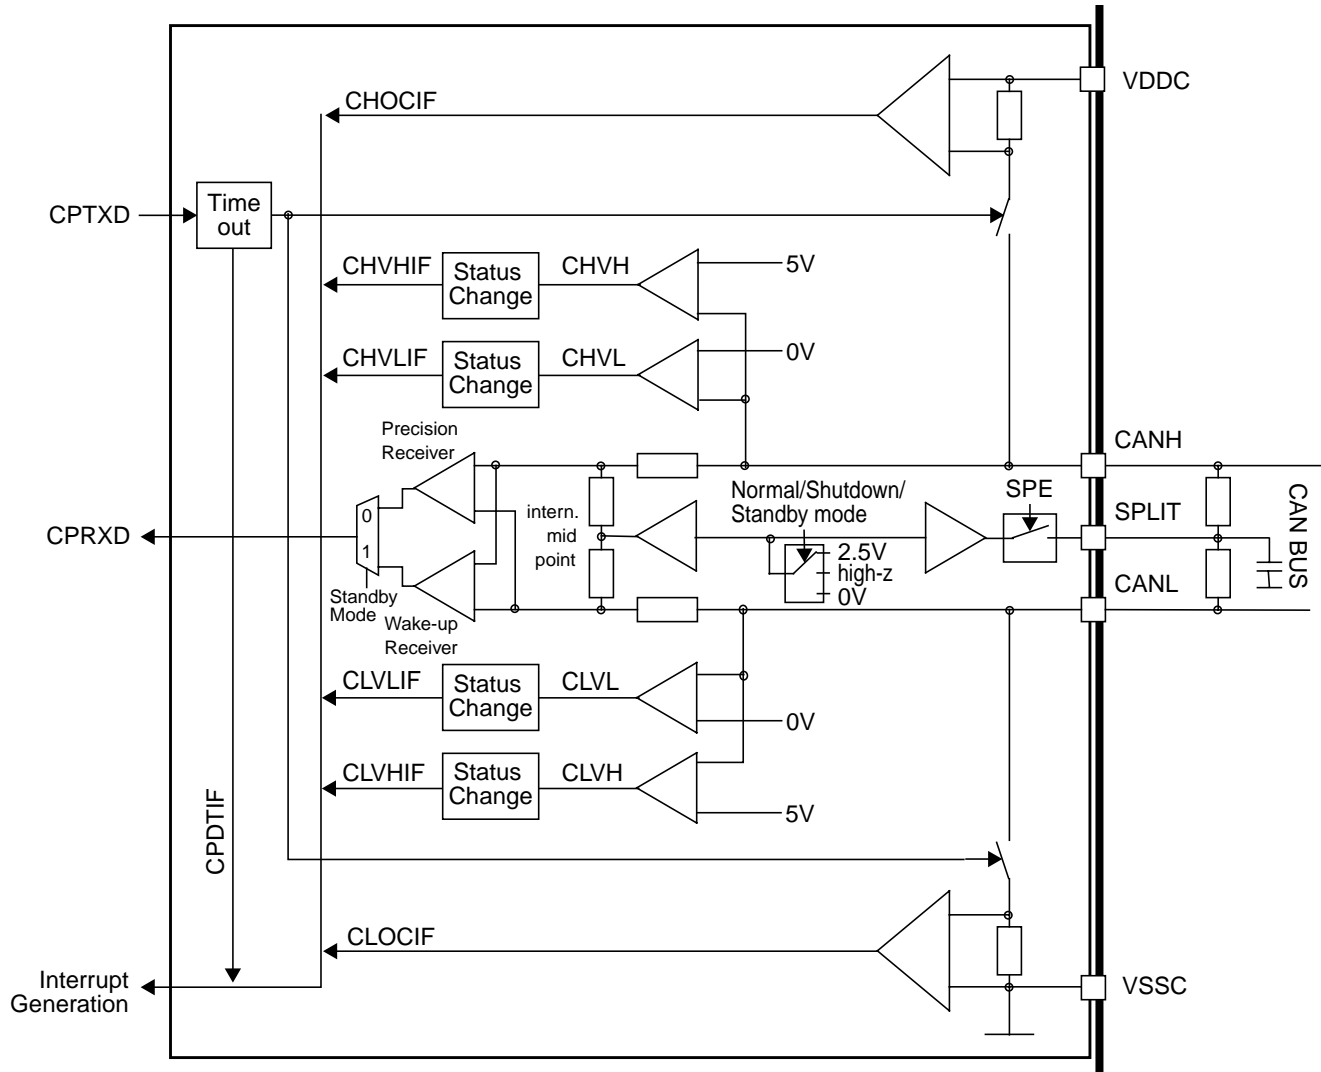 VDDC
CHOCIF
Time
out
CPTXD
CHVHIF
Status
Change
CHVH
5V
CHVLIF
Status
Change
CHVL
0V
Precision
Receiver
CANH
Normal/Shutdown/
Standby mode
SPE
SPLIT
CAN BUS
intern.
mid
point
0
1
CPRXD
2.5V
high-z
0V
CANL
Standby
Mode
Wake-up
Receiver
CLVLIF
Status
Change
CLVL
0V
CLVHIF
Status
Change
CLVH
5V
CPDTIF
CLOCIF
Interrupt
Generation
VSSC